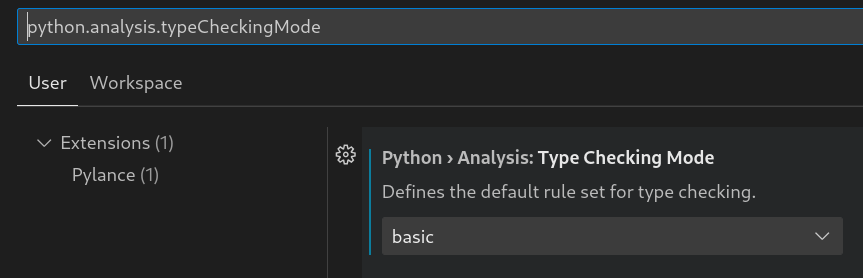 python.analysis.typeCheckingMode
User Workspace
Extensions (1)
Pylance (1)
Python › Analysis: Type Checking Mode
Defines the default rule set for type checking.
basic